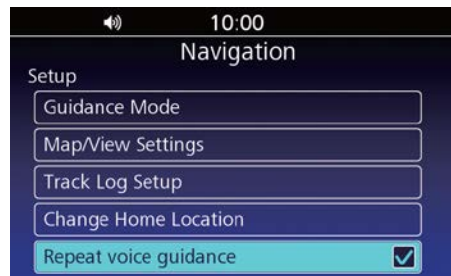 10:00
Navigation
Setup
Guidance Mode
Map/View Settings
Track Log Setup
Change Home Location
Repeat voice guidance